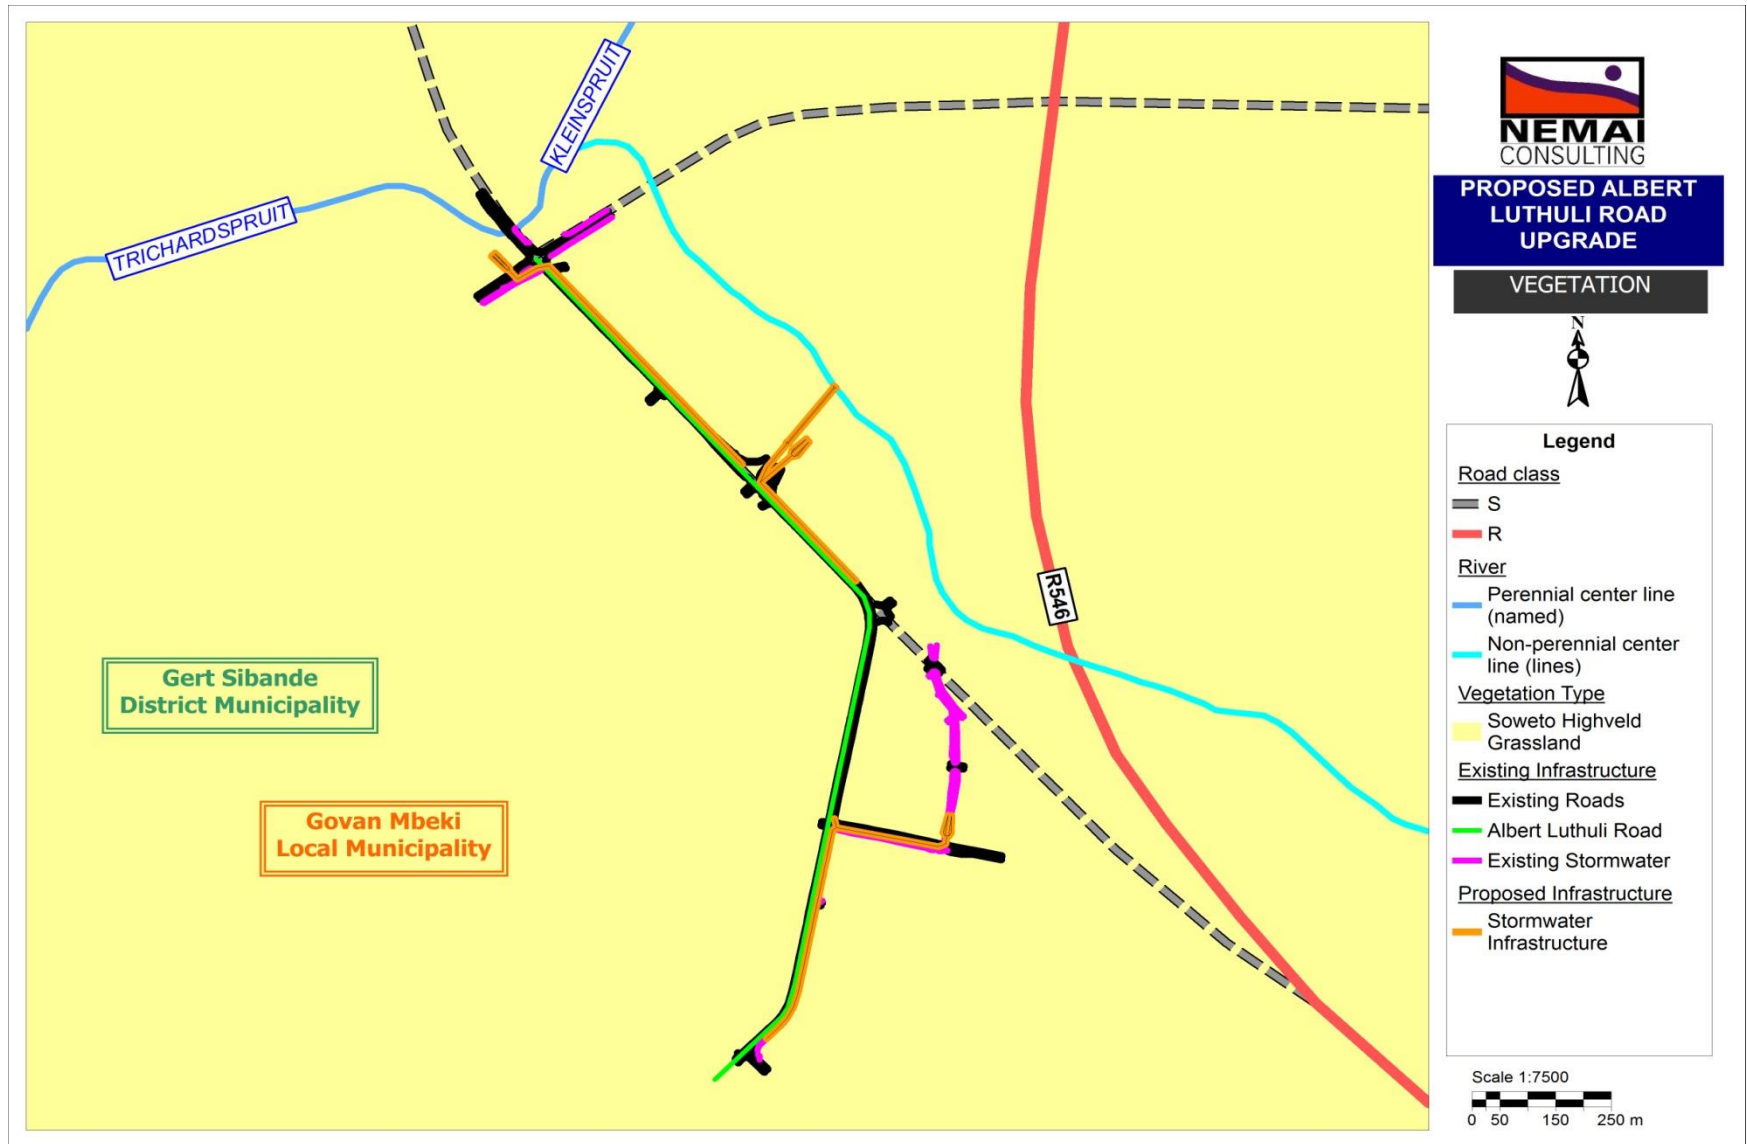 KLEINSPRUIT
TRICHARDSPRUIT
R546
Gert Sibande
District Municipality
Govan Mbeki
Local Municipality
NEMAI
CONSULTING
PROPOSED ALBERT
LUTHULI ROAD
UPGRADE
VEGETATION
N
Legend
Road class
S
R
River
Perennial center line
(named)
Non-perennial center
line (lines)
Vegetation Type
Soweto Highveld
Grassland
Existing Infrastructure
Existing Roads
Albert Luthuli Road
Existing Stormwater
Proposed Infrastructure
Stormwater
Infrastructure
Scale 1:7500
0 50 150 250 m